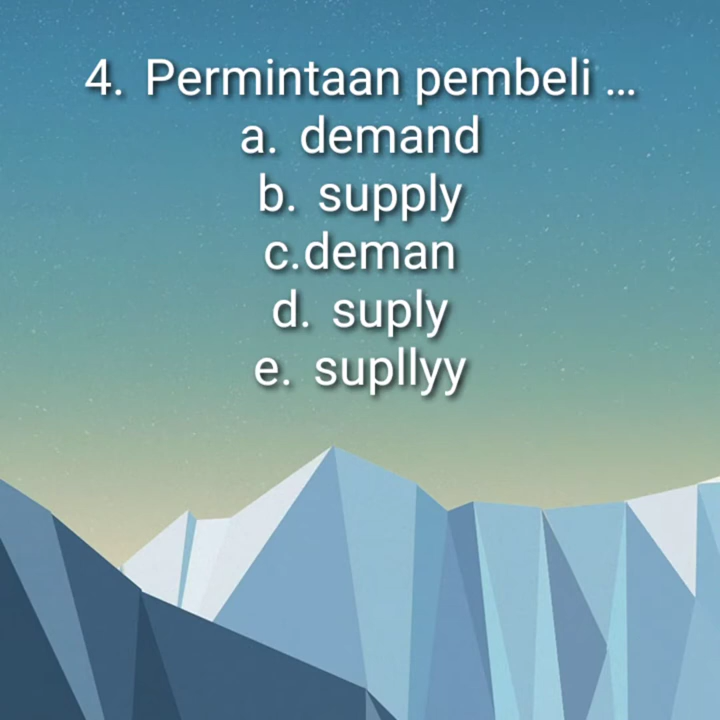 4. Permintaan pembeli ...
a. demand
b. supply
c.deman
d. suply
e. supllyy